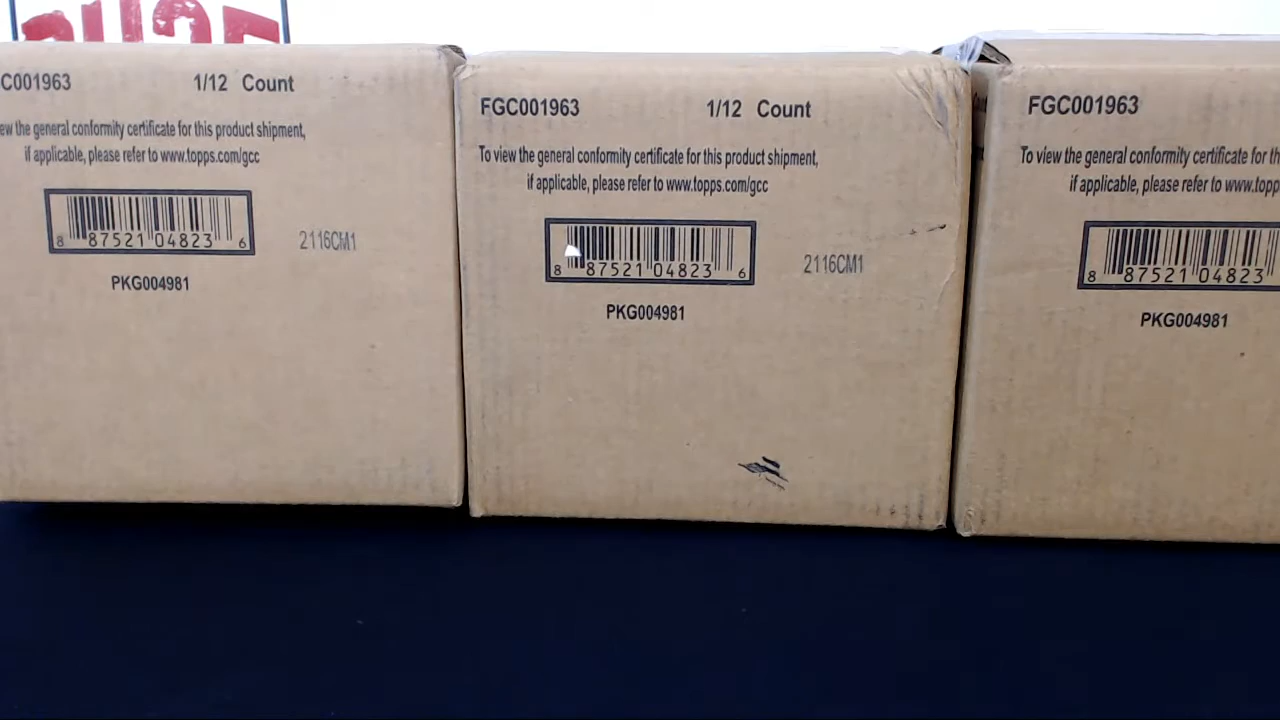 C001963 1/12 Count
ew the general conformity certificate for this product shipment,
if applicable, please refer to www.topps.com/gcc
8 87521 04823 6
2116CM1
PKG004981
FGC001963 1/12 Count
To view the general conformity certificate for this product shipment,
if applicable, please refer to www.topps.com/gcc
8 87521 04823 6
2116CM1
PKG004981
FGC001963
To view the general conformity certificate for th
if applicable, please refer to www.topp
8 87521 04823
PKG004981